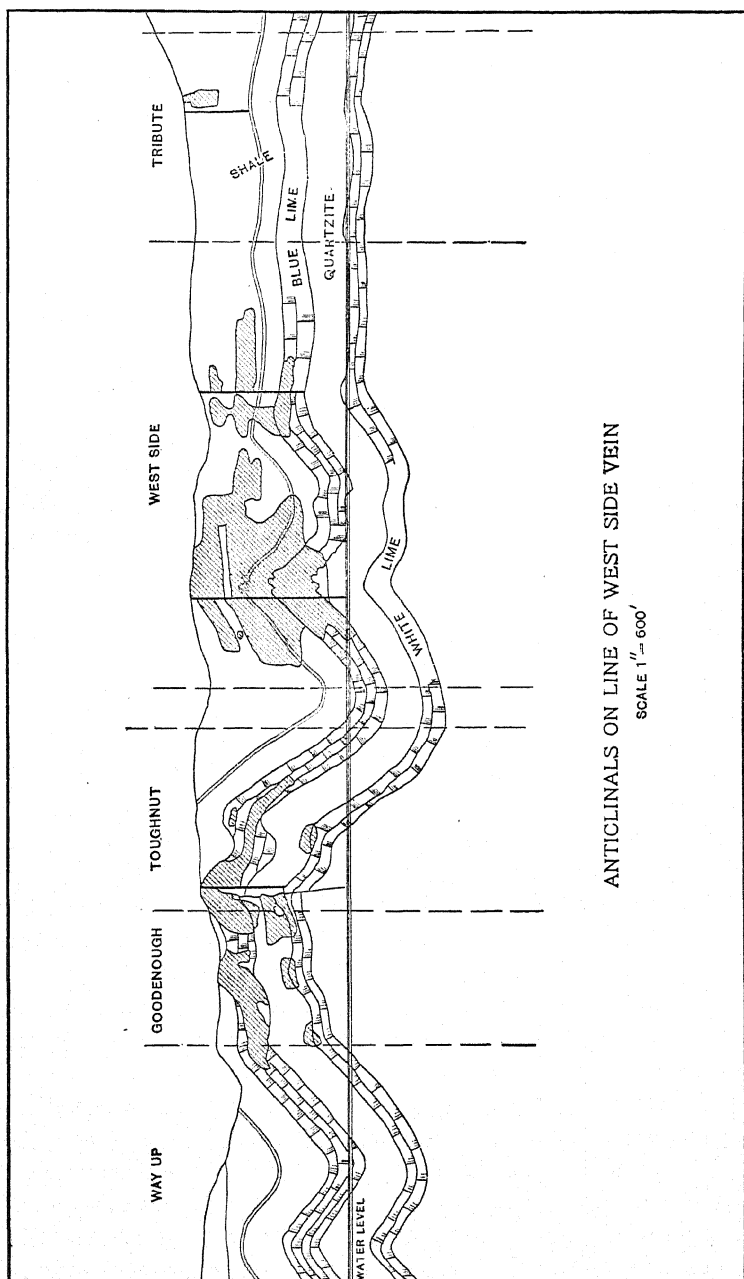 WAY UP
GOODENOUGH
TOUGHNUT
WEST SIDE
TRIBUTE
SHALE
BLUE LIME
QUARTZITE
WHITE LIME
WATER LEVEL
ANTICLINALS ON LINE OF WEST SIDE VEIN
SCALE 1"=600'